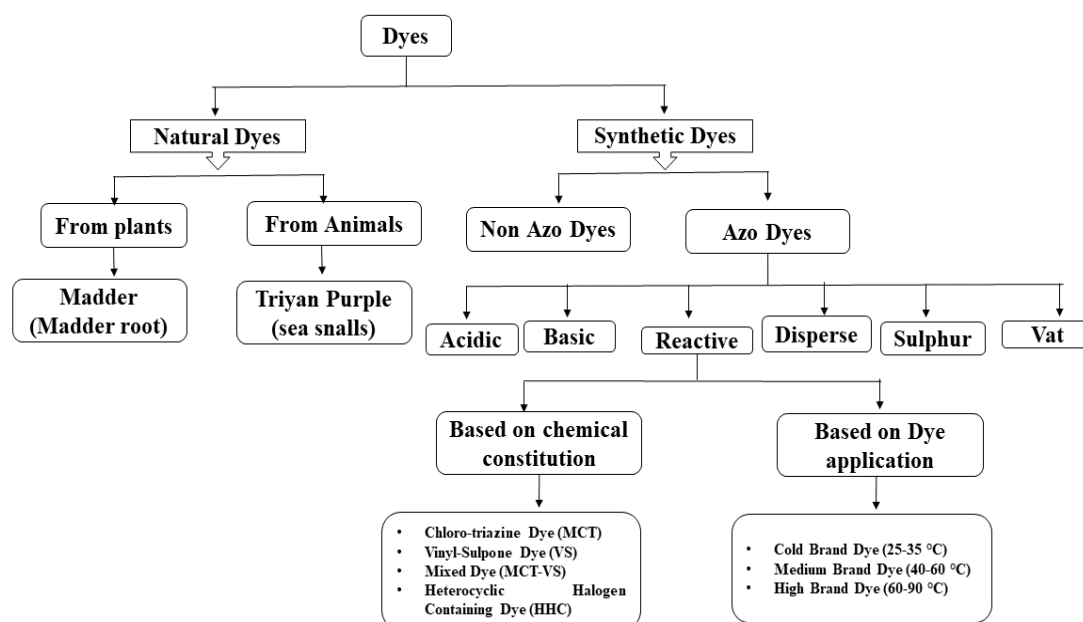 Dyes
Natural Dyes
Synthetic Dyes
From plants
From Animals
Non Azo Dyes
Azo Dyes
Madder
(Madder root)
Triyan Purple
(sea snalls)
Acidic
Basic
Reactive
Disperse
Sulphur
Vat
Based on chemical
constitution
Based on Dye
application
• Chloro-triazine Dye (MCT)
• Vinyl-Sulpone Dye (VS)
• Mixed Dye (MCT-VS)
• Heterocyclic Halogen
Containing Dye (HHC)
• Cold Brand Dye (25-35 °C)
• Medium Brand Dye (40-60 °C)
• High Brand Dye (60-90 °C)